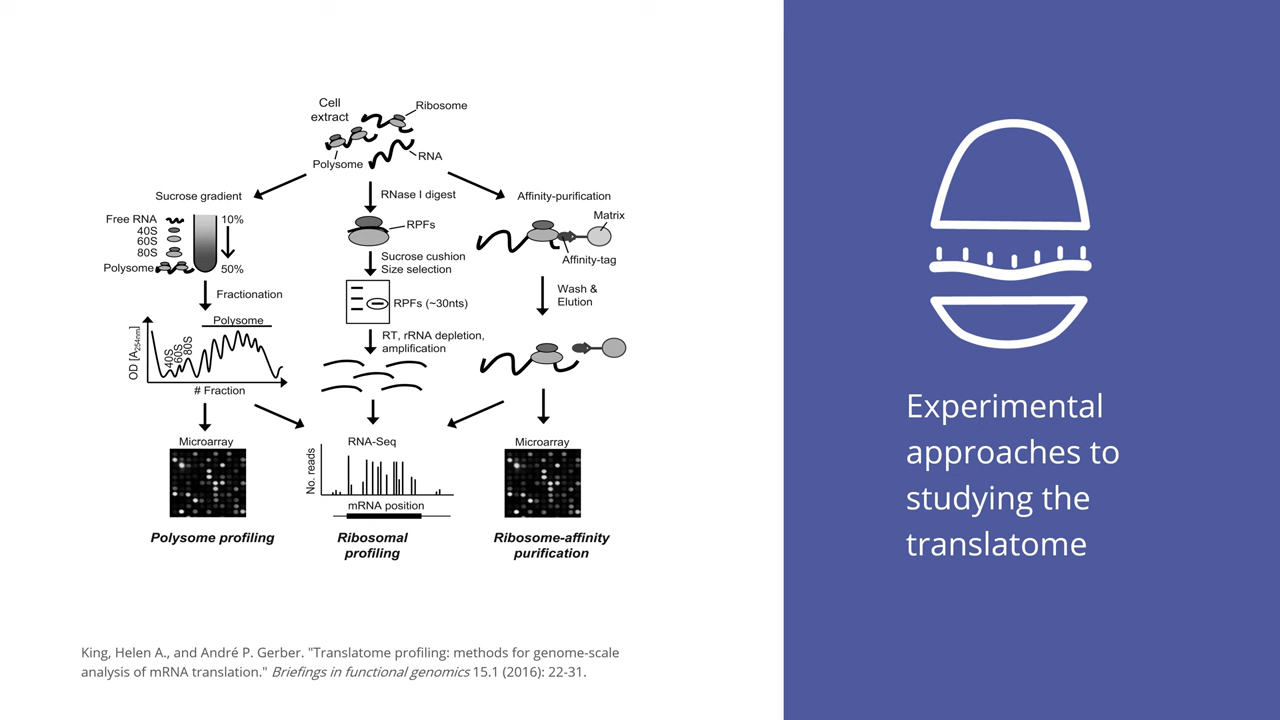 Cell
extract
Ribosome
Polysome
RNA
Sucrose gradient
RNase I digest
Affinity-purification
Free RNA
40S
60S
80S
Polysome
10%
50%
RPFs
Matrix
Affinity-tag
Sucrose cushion
Size selection
Fractionation
RPFs (~30nts)
Wash &
Elution
Polysome
OD [A254nm]
40S
60S
80S
# Fraction
RT, rRNA depletion,
amplification
Microarray
RNA-Seq
Microarray
No. reads
mRNA position
Polysome profiling
Ribosomal
profiling
Ribosome-affinity
purification
King, Helen A., and André P. Gerber. "Translatome profiling: methods for genome-scale
analysis of mRNA translation." Briefings in functional genomics 15.1 (2016): 22-31.
Experimental
approaches to
studying the
translatome